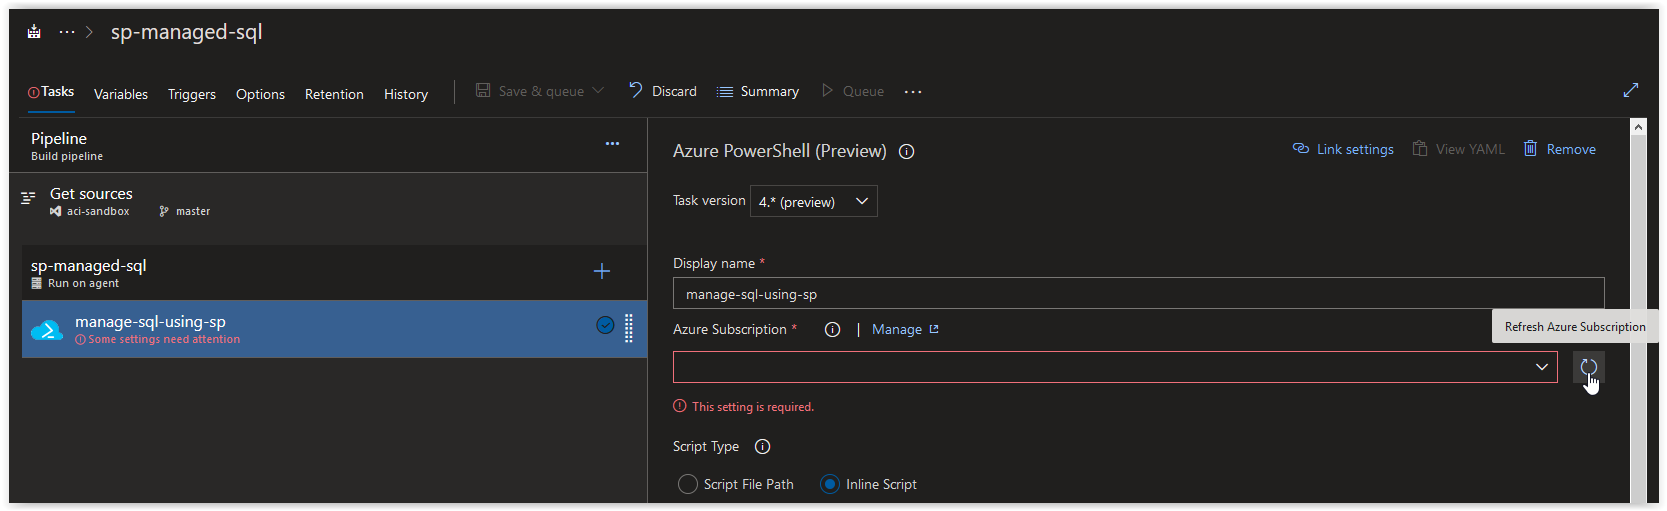 ··· > sp-managed-sql
Tasks Variables Triggers Options Retention History Save & queue Discard Summary Queue ···
Pipeline ···
Build pipeline
Get sources
aci-sandbox master
sp-managed-sql
Run on agent
manage-sql-using-sp
Some settings need attention
Azure PowerShell (Preview) Link settings View YAML Remove
Task version 4.* (preview)
Display name *
manage-sql-using-sp
Azure Subscription * | Manage
Refresh Azure Subscription
This setting is required.
Script Type
Script File Path Inline Script